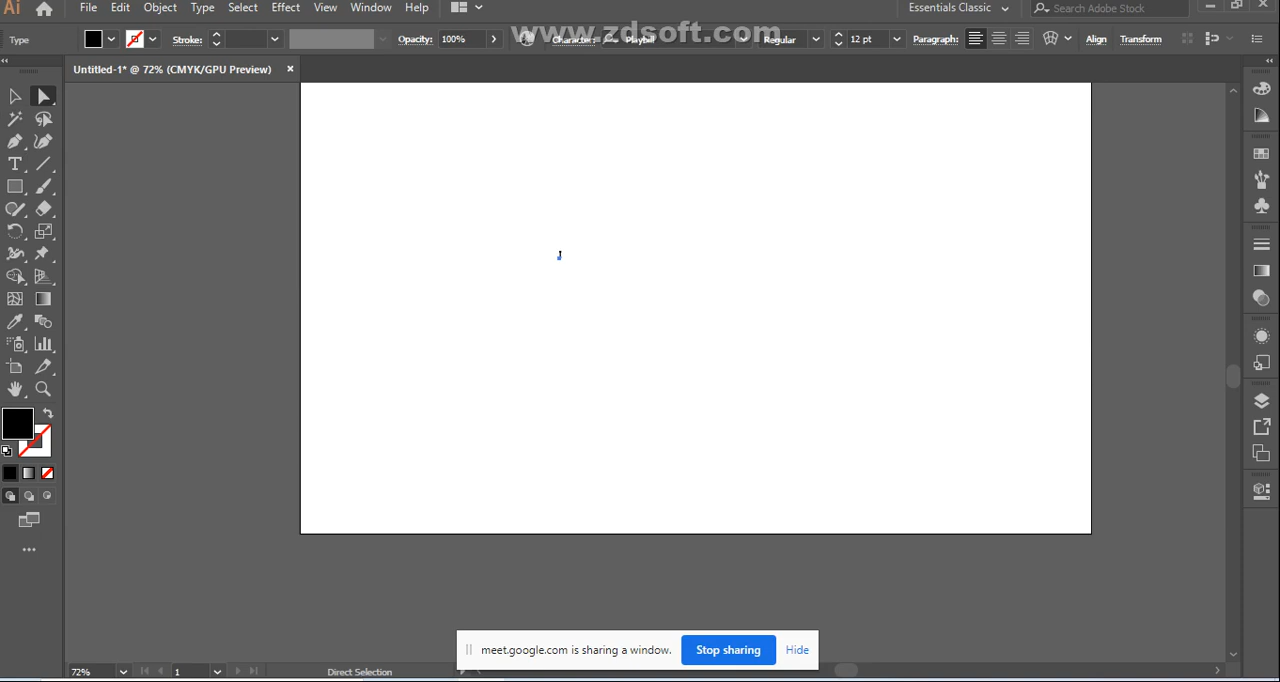 Ai File Edit Object Type Select Effect View Window Help Essentials Classic Search Adobe Stock
www.zdsoft.com
Type Stroke: Opacity: 100% Character: Playbill Regular 12 pt Paragraph: Align Transform
Untitled-1* @ 72% (CMYK/GPU Preview)
meet.google.com is sharing a window. Stop sharing Hide
72% 1 Direct Selection